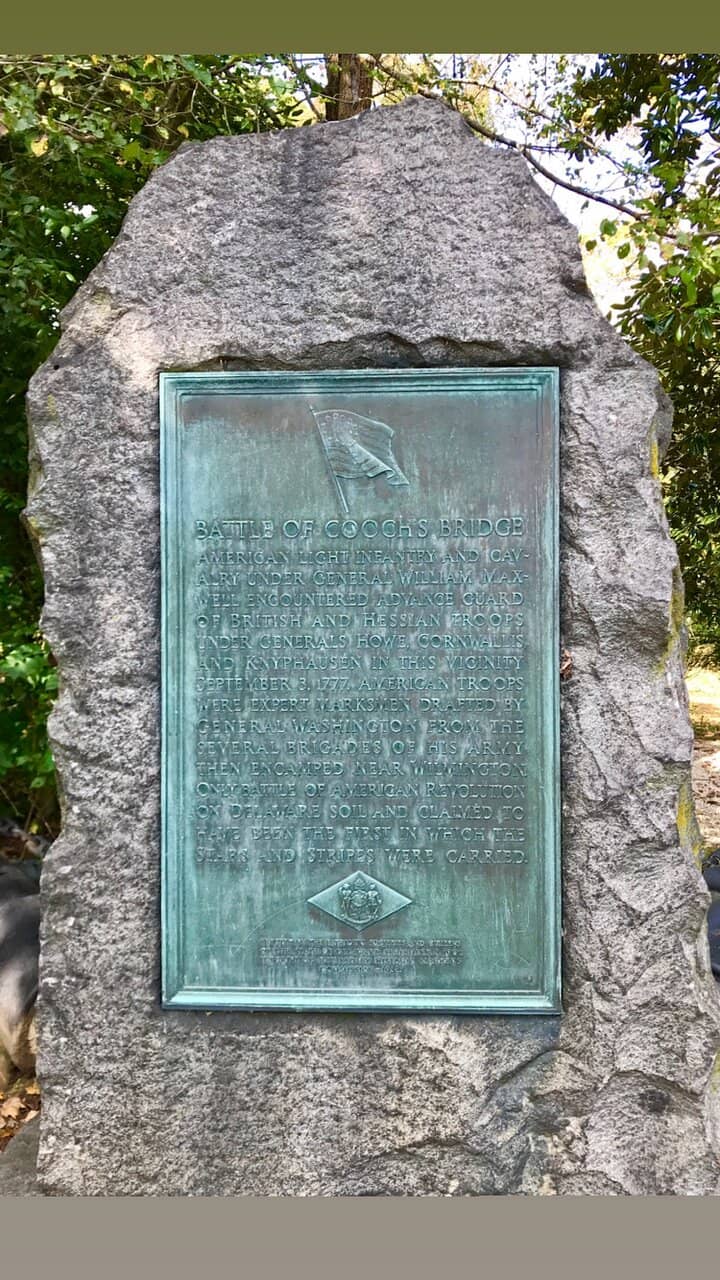 BATTLE OF COOCH'S BRIDGE
AMERICAN LIGHT INFANTRY AND CAV-
ALRY UNDER GENERAL WILLIAM MAX-
WELL ENCOUNTERED ADVANCE GUARD
OF BRITISH AND HESSIAN TROOPS
UNDER GENERALS HOWE, CORNWALLIS
AND KNYPHAUSEN IN THIS VICINITY
SEPTEMBER 3, 1777. AMERICAN TROOPS
WERE EXPERT MARKSMEN DRAFTED BY
GENERAL WASHINGTON FROM THE
SEVERAL BRIGADES OF HIS ARMY
THEN ENCAMPED NEAR WILMINGTON.
ONLY BATTLE OF AMERICAN REVOLUTION
ON DELAWARE SOIL AND CLAIMED TO
HAVE BEEN THE FIRST IN WHICH THE
STARS AND STRIPES WERE CARRIED.